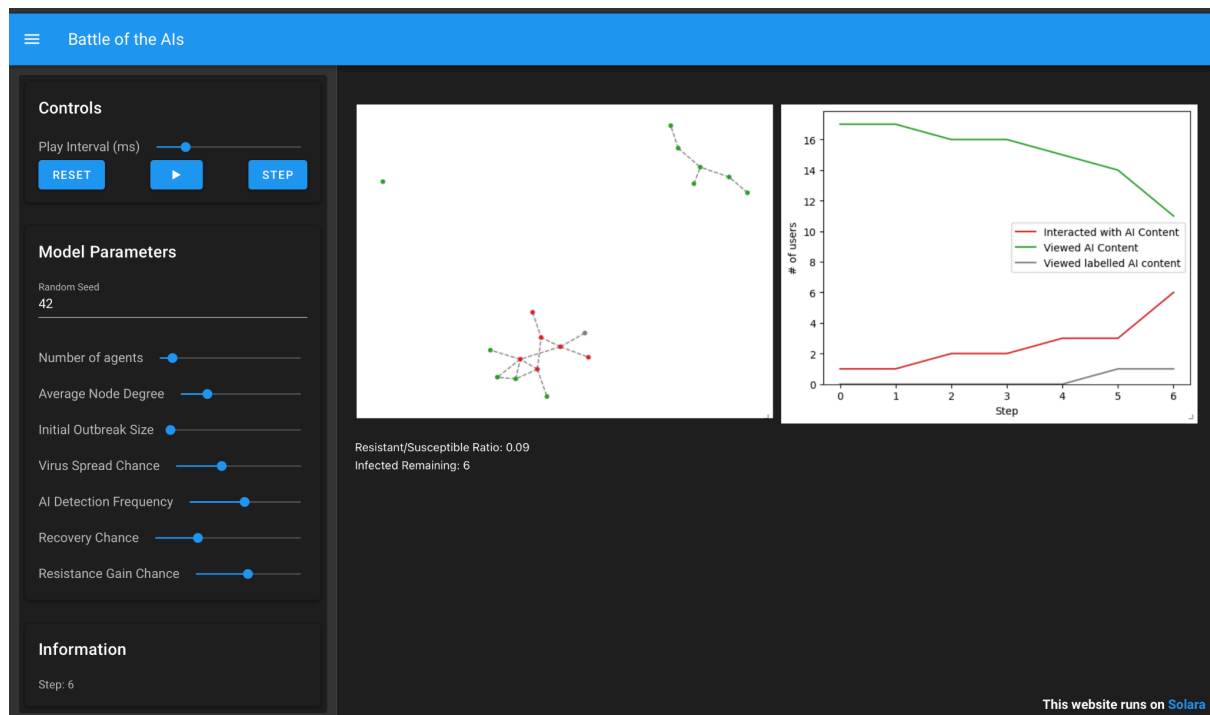 Battle of the AIs
Controls
Play Interval (ms)
RESET
STEP
Model Parameters
Random Seed
42
Number of agents
Average Node Degree
Initial Outbreak Size
Virus Spread Chance
AI Detection Frequency
Recovery Chance
Resistance Gain Chance
Information
Step: 6
# of users
16
14
12
10
8
6
4
2
0
0 1 2 3 4 5 6
Step
Interacted with AI Content
Viewed AI Content
Viewed labelled AI content
Resistant/Susceptible Ratio: 0.09
Infected Remaining: 6
This website runs on Solara